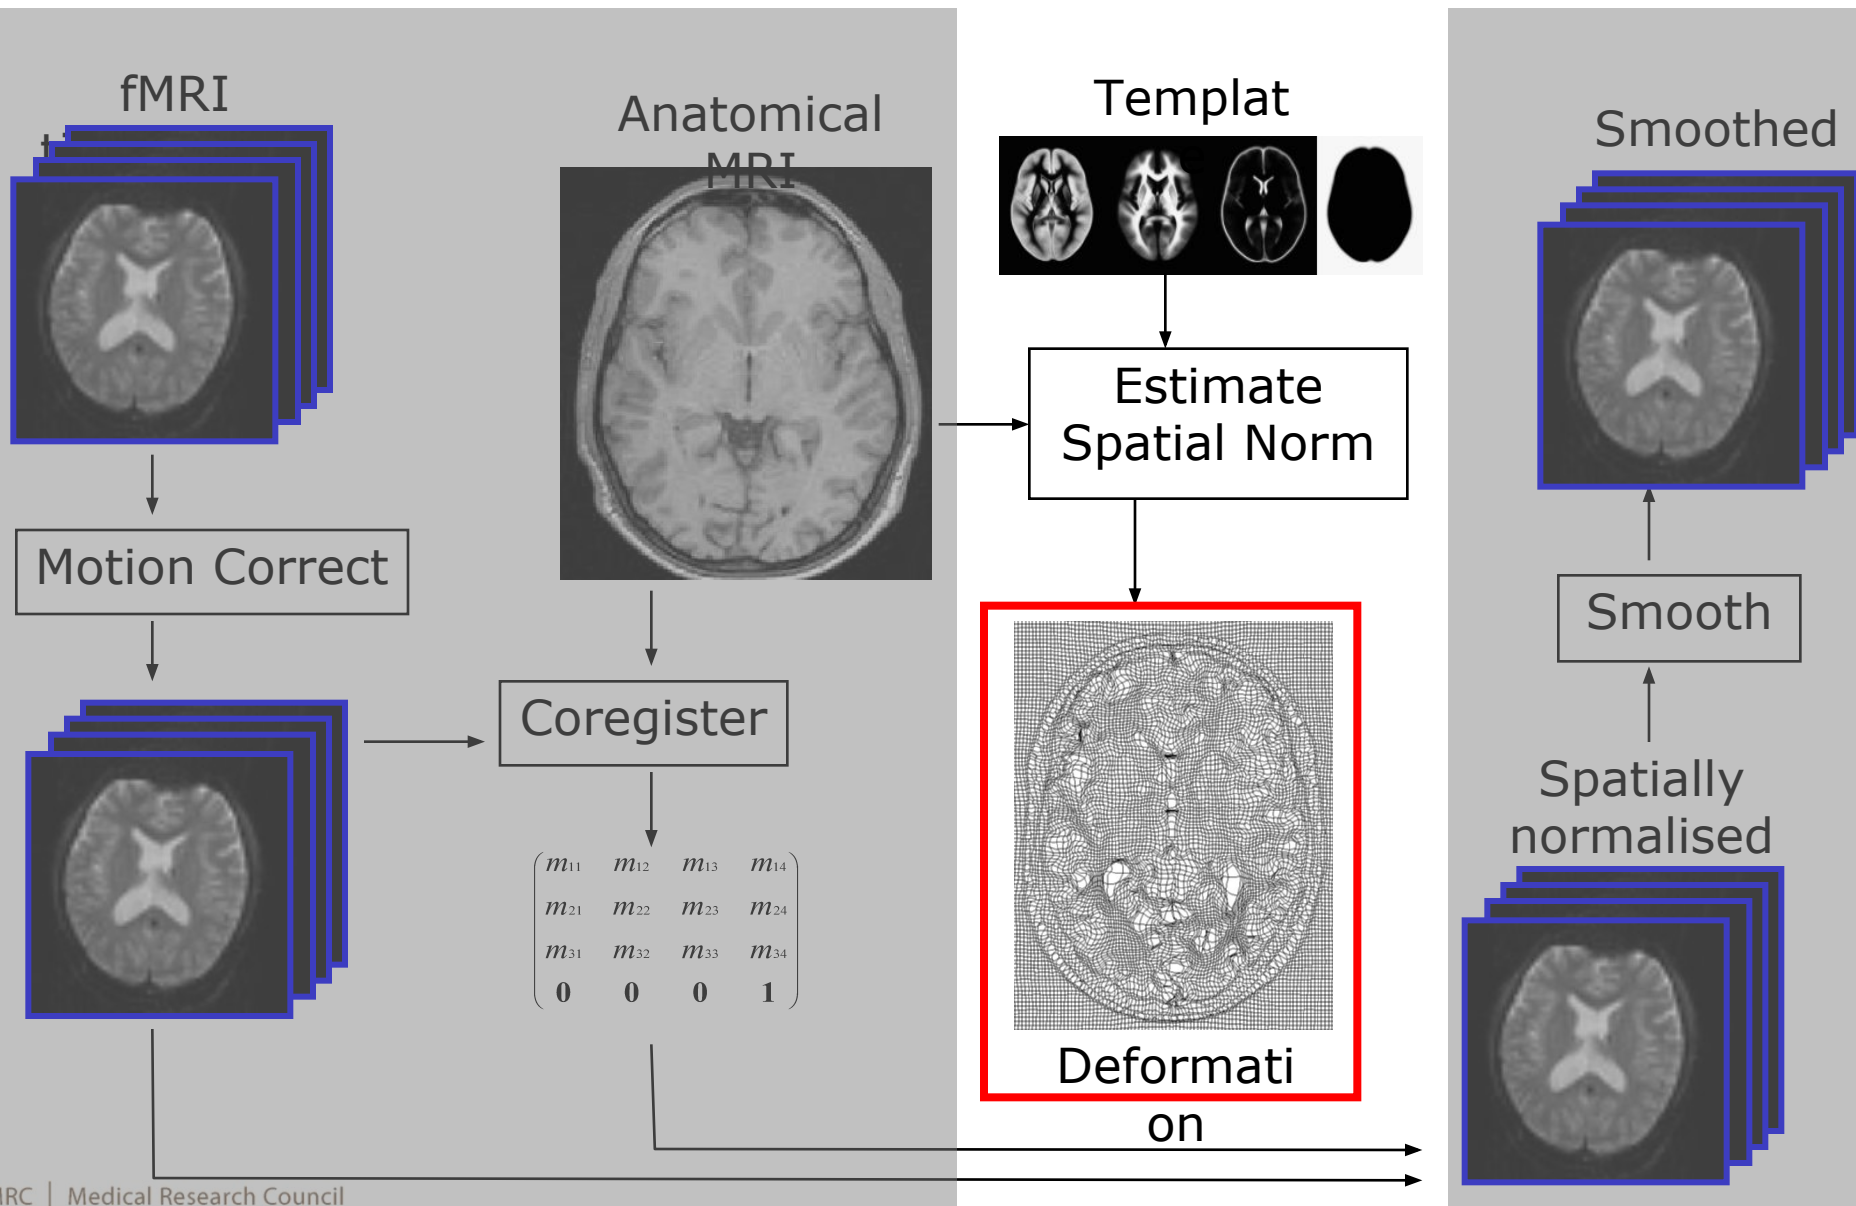 fMRI
Anatomical
MRI
Templat
e
Smoothed
Estimate
Spatial Norm
Motion Correct
Smooth
Coregister
Spatially
normalised
m11 m12 m13 m14
m21 m22 m23 m24
m31 m32 m33 m34
0 0 0 1
Deformati
on
MRC | Medical Research Council